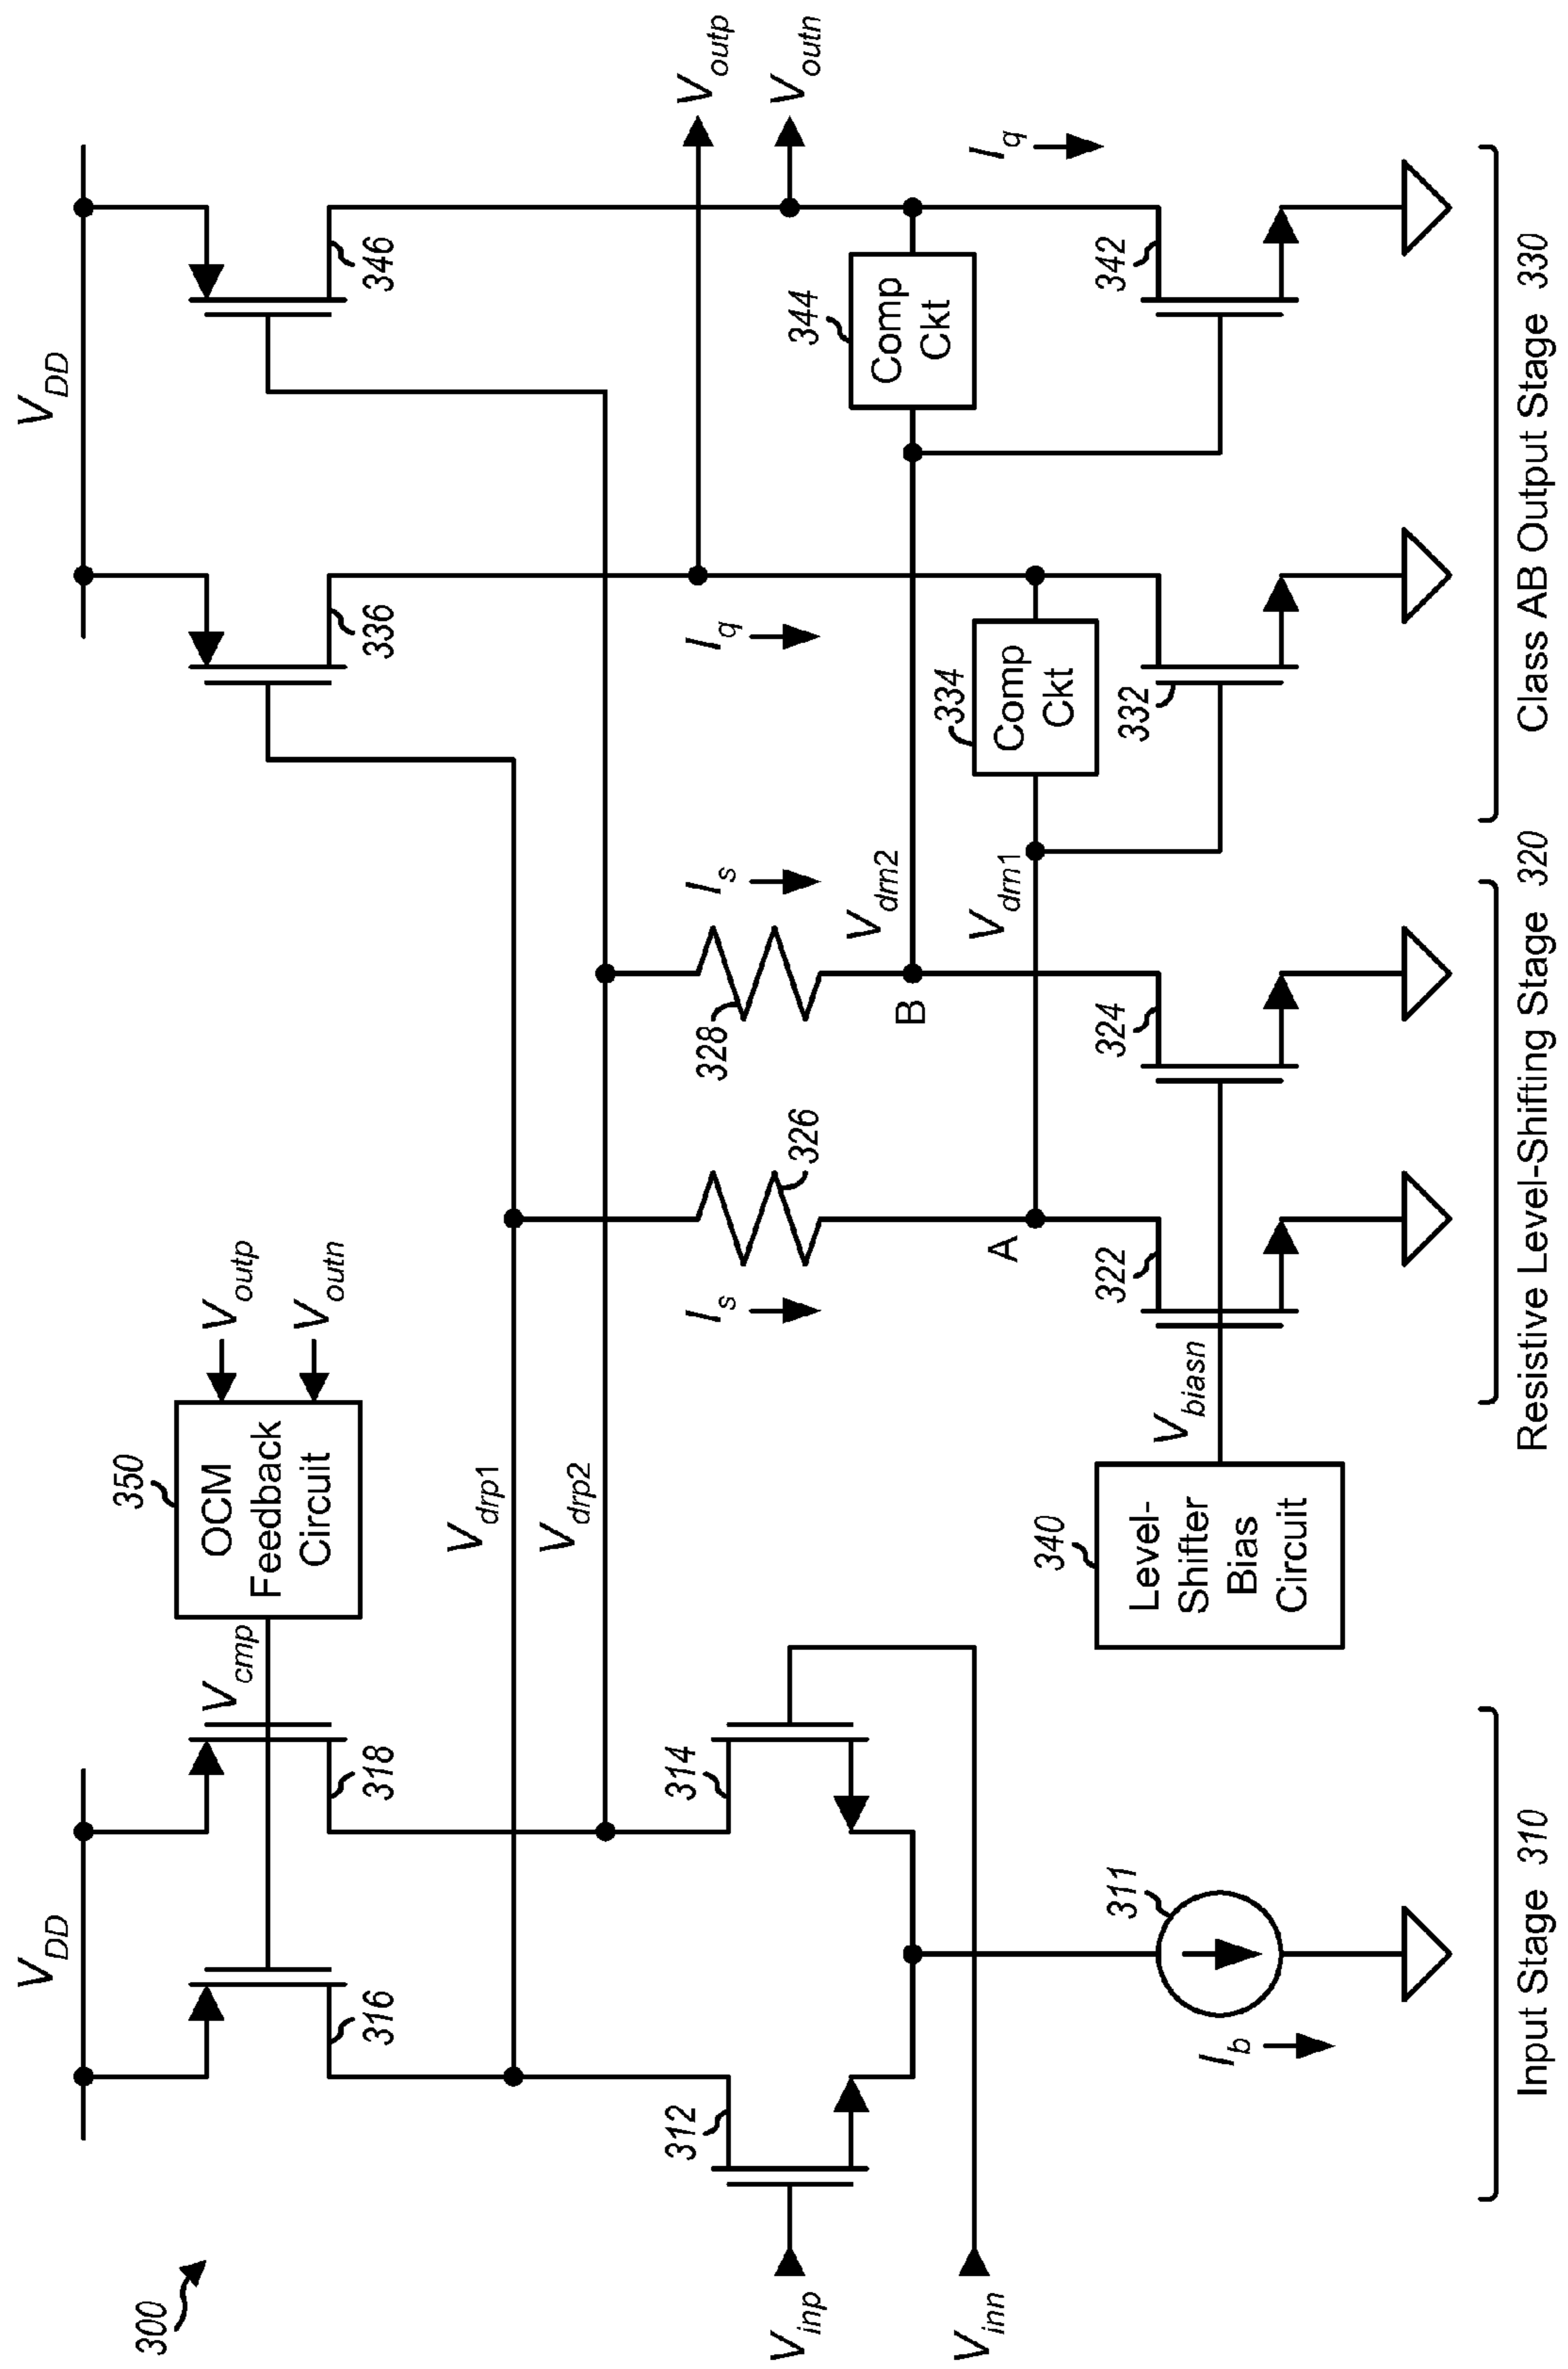 300
V_DD
V_DD
316
318
V_cmp
350
OCM
Feedback
Circuit
V_outp
V_outn
336
346
V_drp1
V_drp2
V_inp
V_inn
312
314
I_s
326
328
I_s
I_q
V_outp
V_outn
I_q
A
B
V_drn2
V_drn1
334
Comp
Ckt
344
Comp
Ckt
I_b
311
340
Level-
Shifter
Bias
Circuit
V_biasn
322
324
332
342
Input Stage 310
Resistive Level-Shifting Stage 320
Class AB Output Stage 330